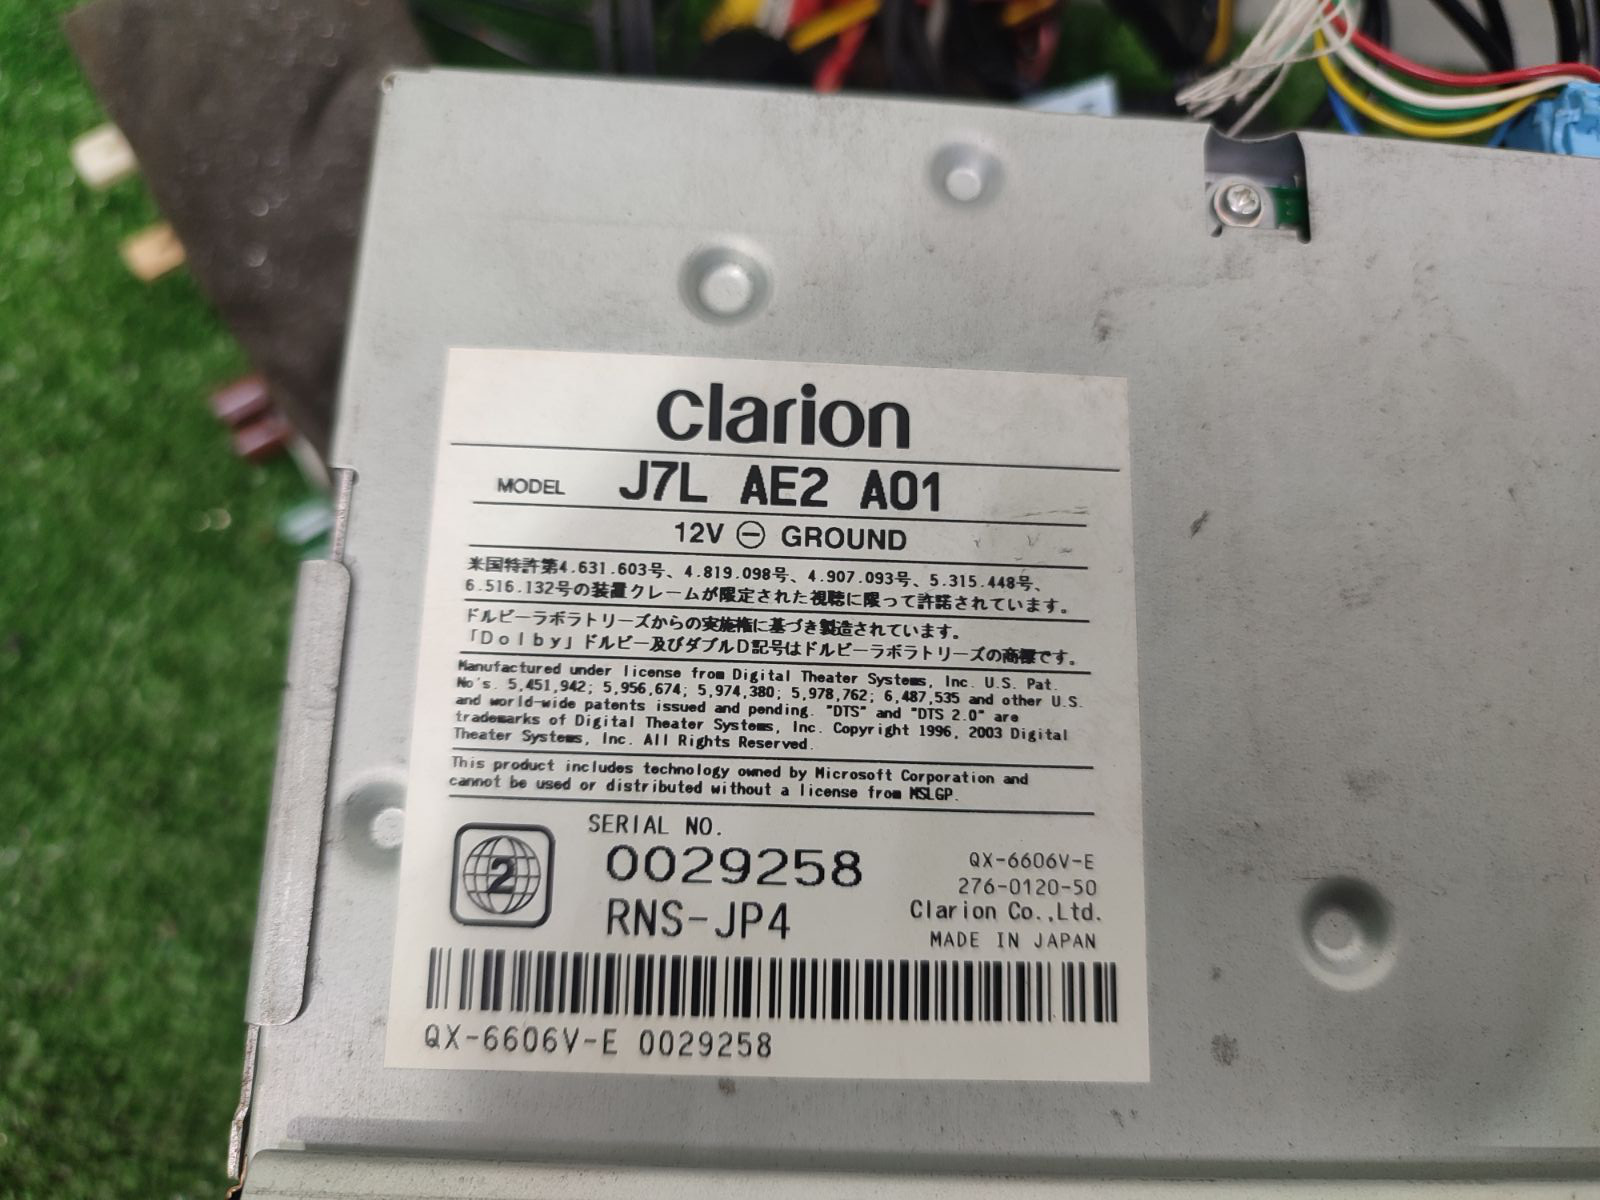 clarion
MODEL J7L AE2 A01
12V ⊖ GROUND
米国特許第4.631.603号、4.819.098号、4.907.093号、5.315.448号、
6.516.132号の装置クレームが限定された視聴に限って許諾されています。
ドルビーラボラトリーズからの実施権に基づき製造されています。
「Dolby」ドルビー及びダブルD記号はドルビーラボラトリーズの商標です。
Manufactured under license from Digital Theater Systems, Inc. U.S. Pat.
No's. 5,451,942; 5,956,674; 5,974,380; 5,978,762; 6,487,535 and other U.S.
and world-wide patents issued and pending. "DTS" and "DTS 2.0" are
trademarks of Digital Theater Systems, Inc. Copyright 1996, 2003 Digital
Theater Systems, Inc. All Rights Reserved.
This product includes technology owned by Microsoft Corporation and
cannot be used or distributed without a license from MSLGP.
2
SERIAL NO.
0029258
RNS-JP4
QX-6606V-E
276-0120-50
Clarion Co.,Ltd.
MADE IN JAPAN
QX-6606V-E 0029258